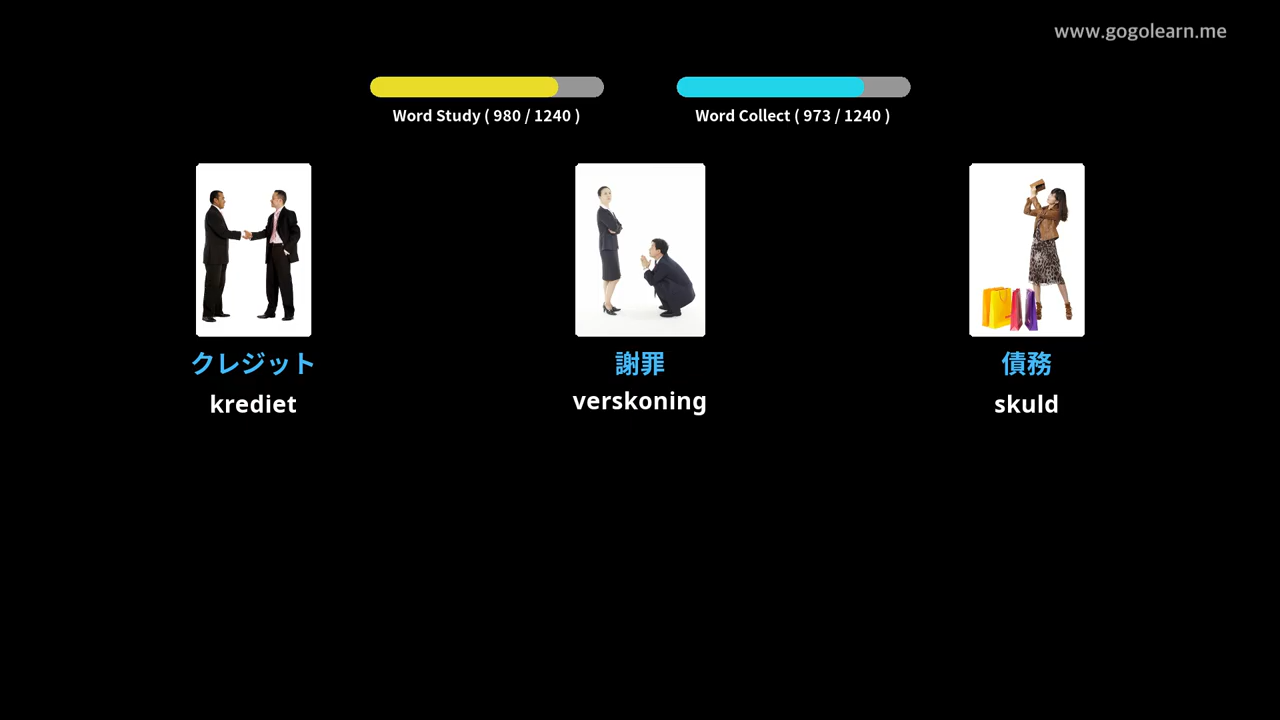 www.gogolearn.me
Word Study ( 980 / 1240 )
Word Collect ( 973 / 1240 )
クレジット
krediet
謝罪
verskoning
債務
skuld